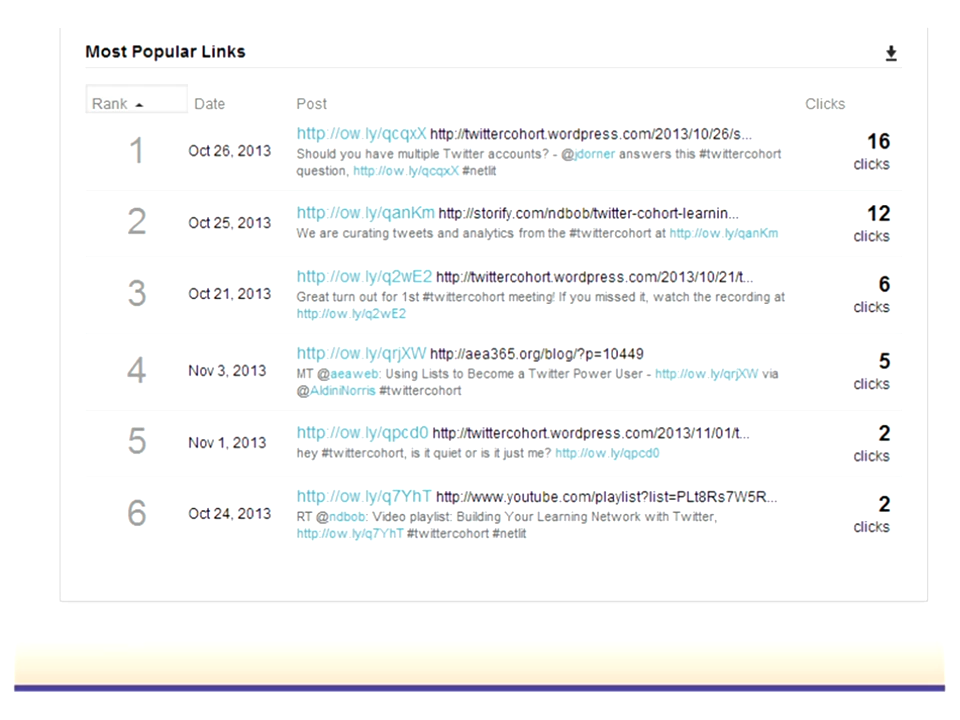 Most Popular Links
Rank Date Post Clicks
1 Oct 26, 2013 http://ow.ly/qcqxX http://twittercohort.wordpress.com/2013/10/26/s... 16 clicks
Should you have multiple Twitter accounts? - @jdorner answers this #twittercohort
question, http://ow.ly/qcqxX #netlit
2 Oct 25, 2013 http://ow.ly/qanKm http://storify.com/ndbob/twitter-cohort-learnin... 12 clicks
We are curating tweets and analytics from the #twittercohort at http://ow.ly/qanKm
3 Oct 21, 2013 http://ow.ly/q2wE2 http://twittercohort.wordpress.com/2013/10/21/t... 6 clicks
Great turn out for 1st #twittercohort meeting! If you missed it, watch the recording at
http://ow.ly/q2wE2
4 Nov 3, 2013 http://ow.ly/qrjXW http://aea365.org/blog/?p=10449 5 clicks
MT @aeaweb: Using Lists to Become a Twitter Power User - http://ow.ly/qrjXW via
@AldiniNorris #twittercohort
5 Nov 1, 2013 http://ow.ly/qpcd0 http://twittercohort.wordpress.com/2013/11/01/t... 2 clicks
hey #twittercohort, is it quiet or is it just me? http://ow.ly/qpcd0
6 Oct 24, 2013 http://ow.ly/q7YhT http://www.youtube.com/playlist?list=PLt8Rs7W5R... 2 clicks
RT @ndbob: Video playlist: Building Your Learning Network with Twitter,
http://ow.ly/q7YhT #twittercohort #netlit